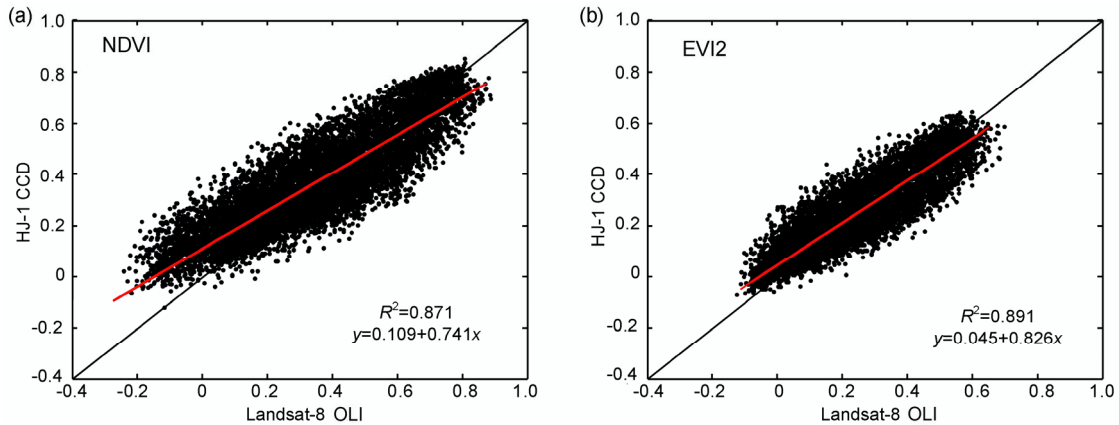 (a)
NDVI
1.0
0.8
0.6
0.4
0.2
0
-0.2
-0.4
HJ-1 CCD
R²=0.871
y=0.109+0.741x
-0.4 -0.2 0 0.2 0.4 0.6 0.8 1.0
Landsat-8 OLI
(b)
EVI2
1.0
0.8
0.6
0.4
0.2
0
-0.2
-0.4
HJ-1 CCD
R²=0.891
y=0.045+0.826x
-0.4 -0.2 0 0.2 0.4 0.6 0.8 1.0
Landsat-8 OLI